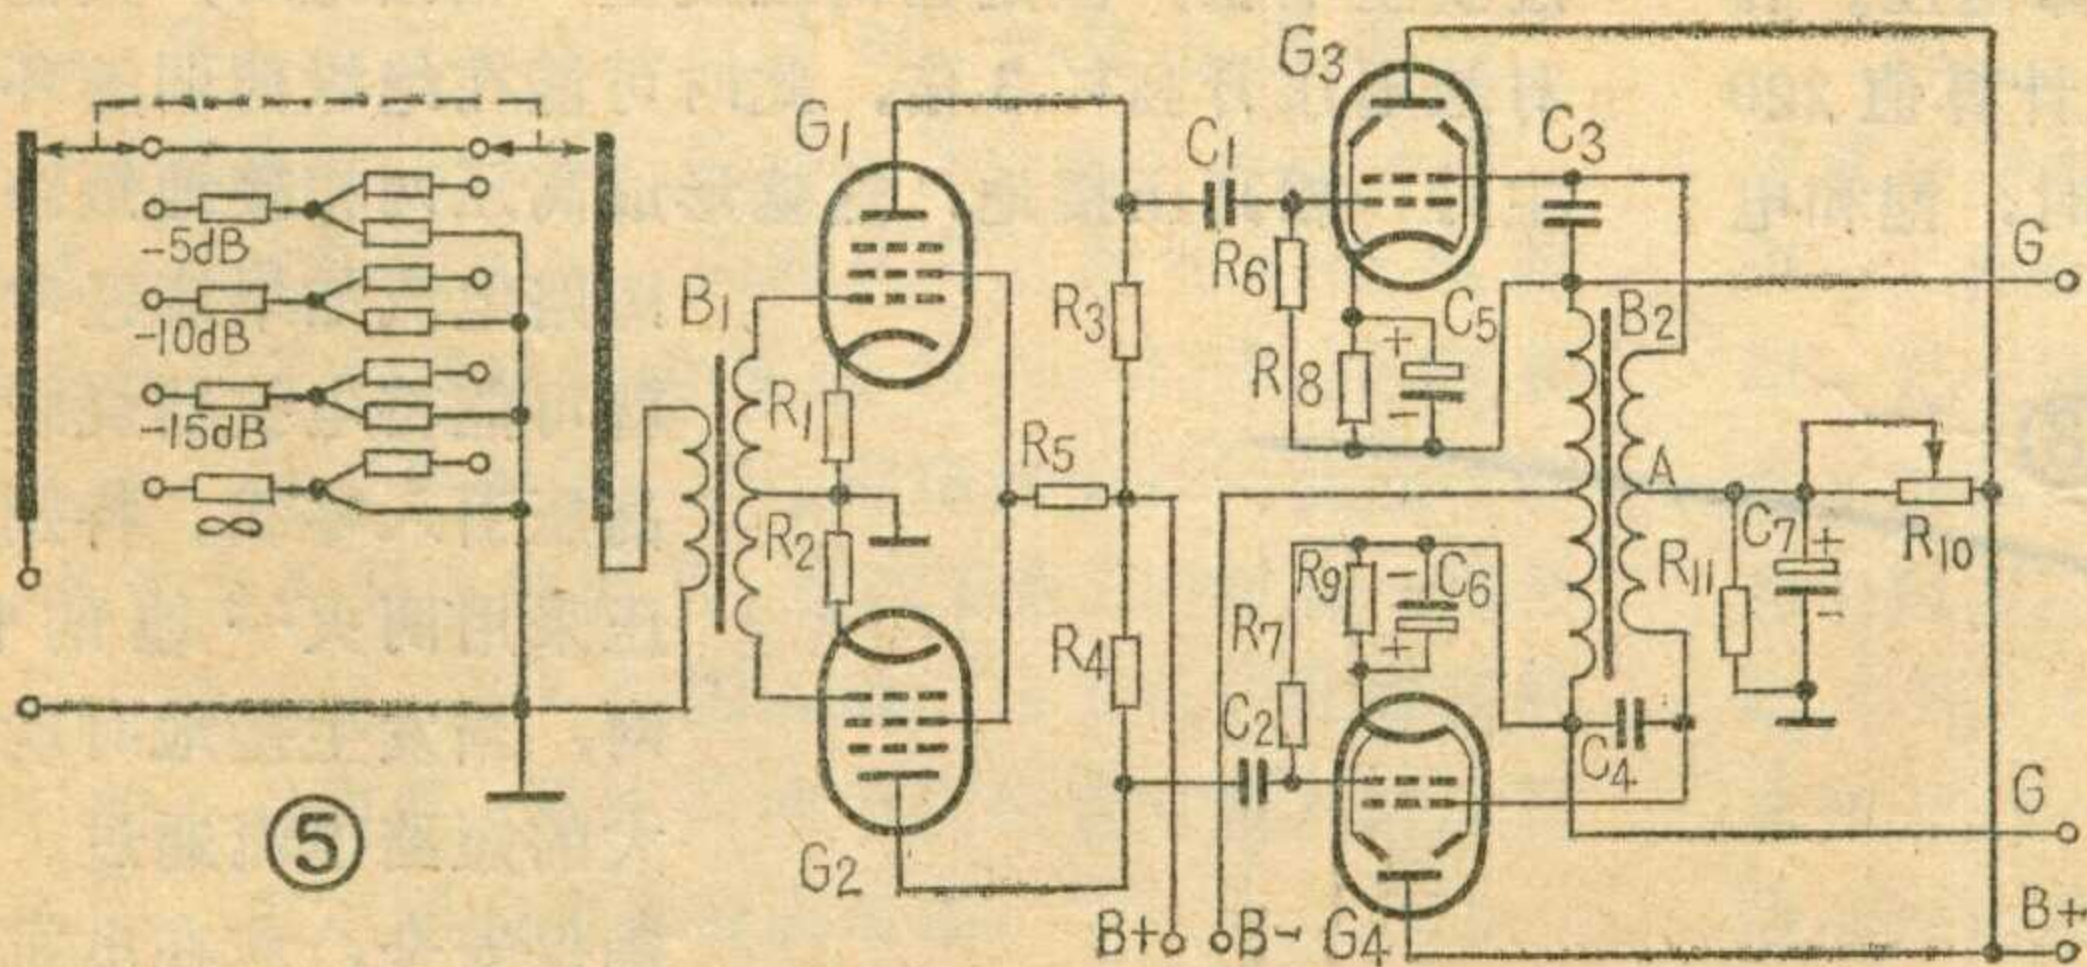 G1
G3
C1
C3
-5dB
R6
G
-10dB
B1
R3
C5
B2
+
R8
-15dB
R1
-
R5
A
∞
R2
C7
+
R10
R9
-
C6
R11
R7
+
-
R4
C2
C4
G
⑤
G2
B+
B-
G4
B+